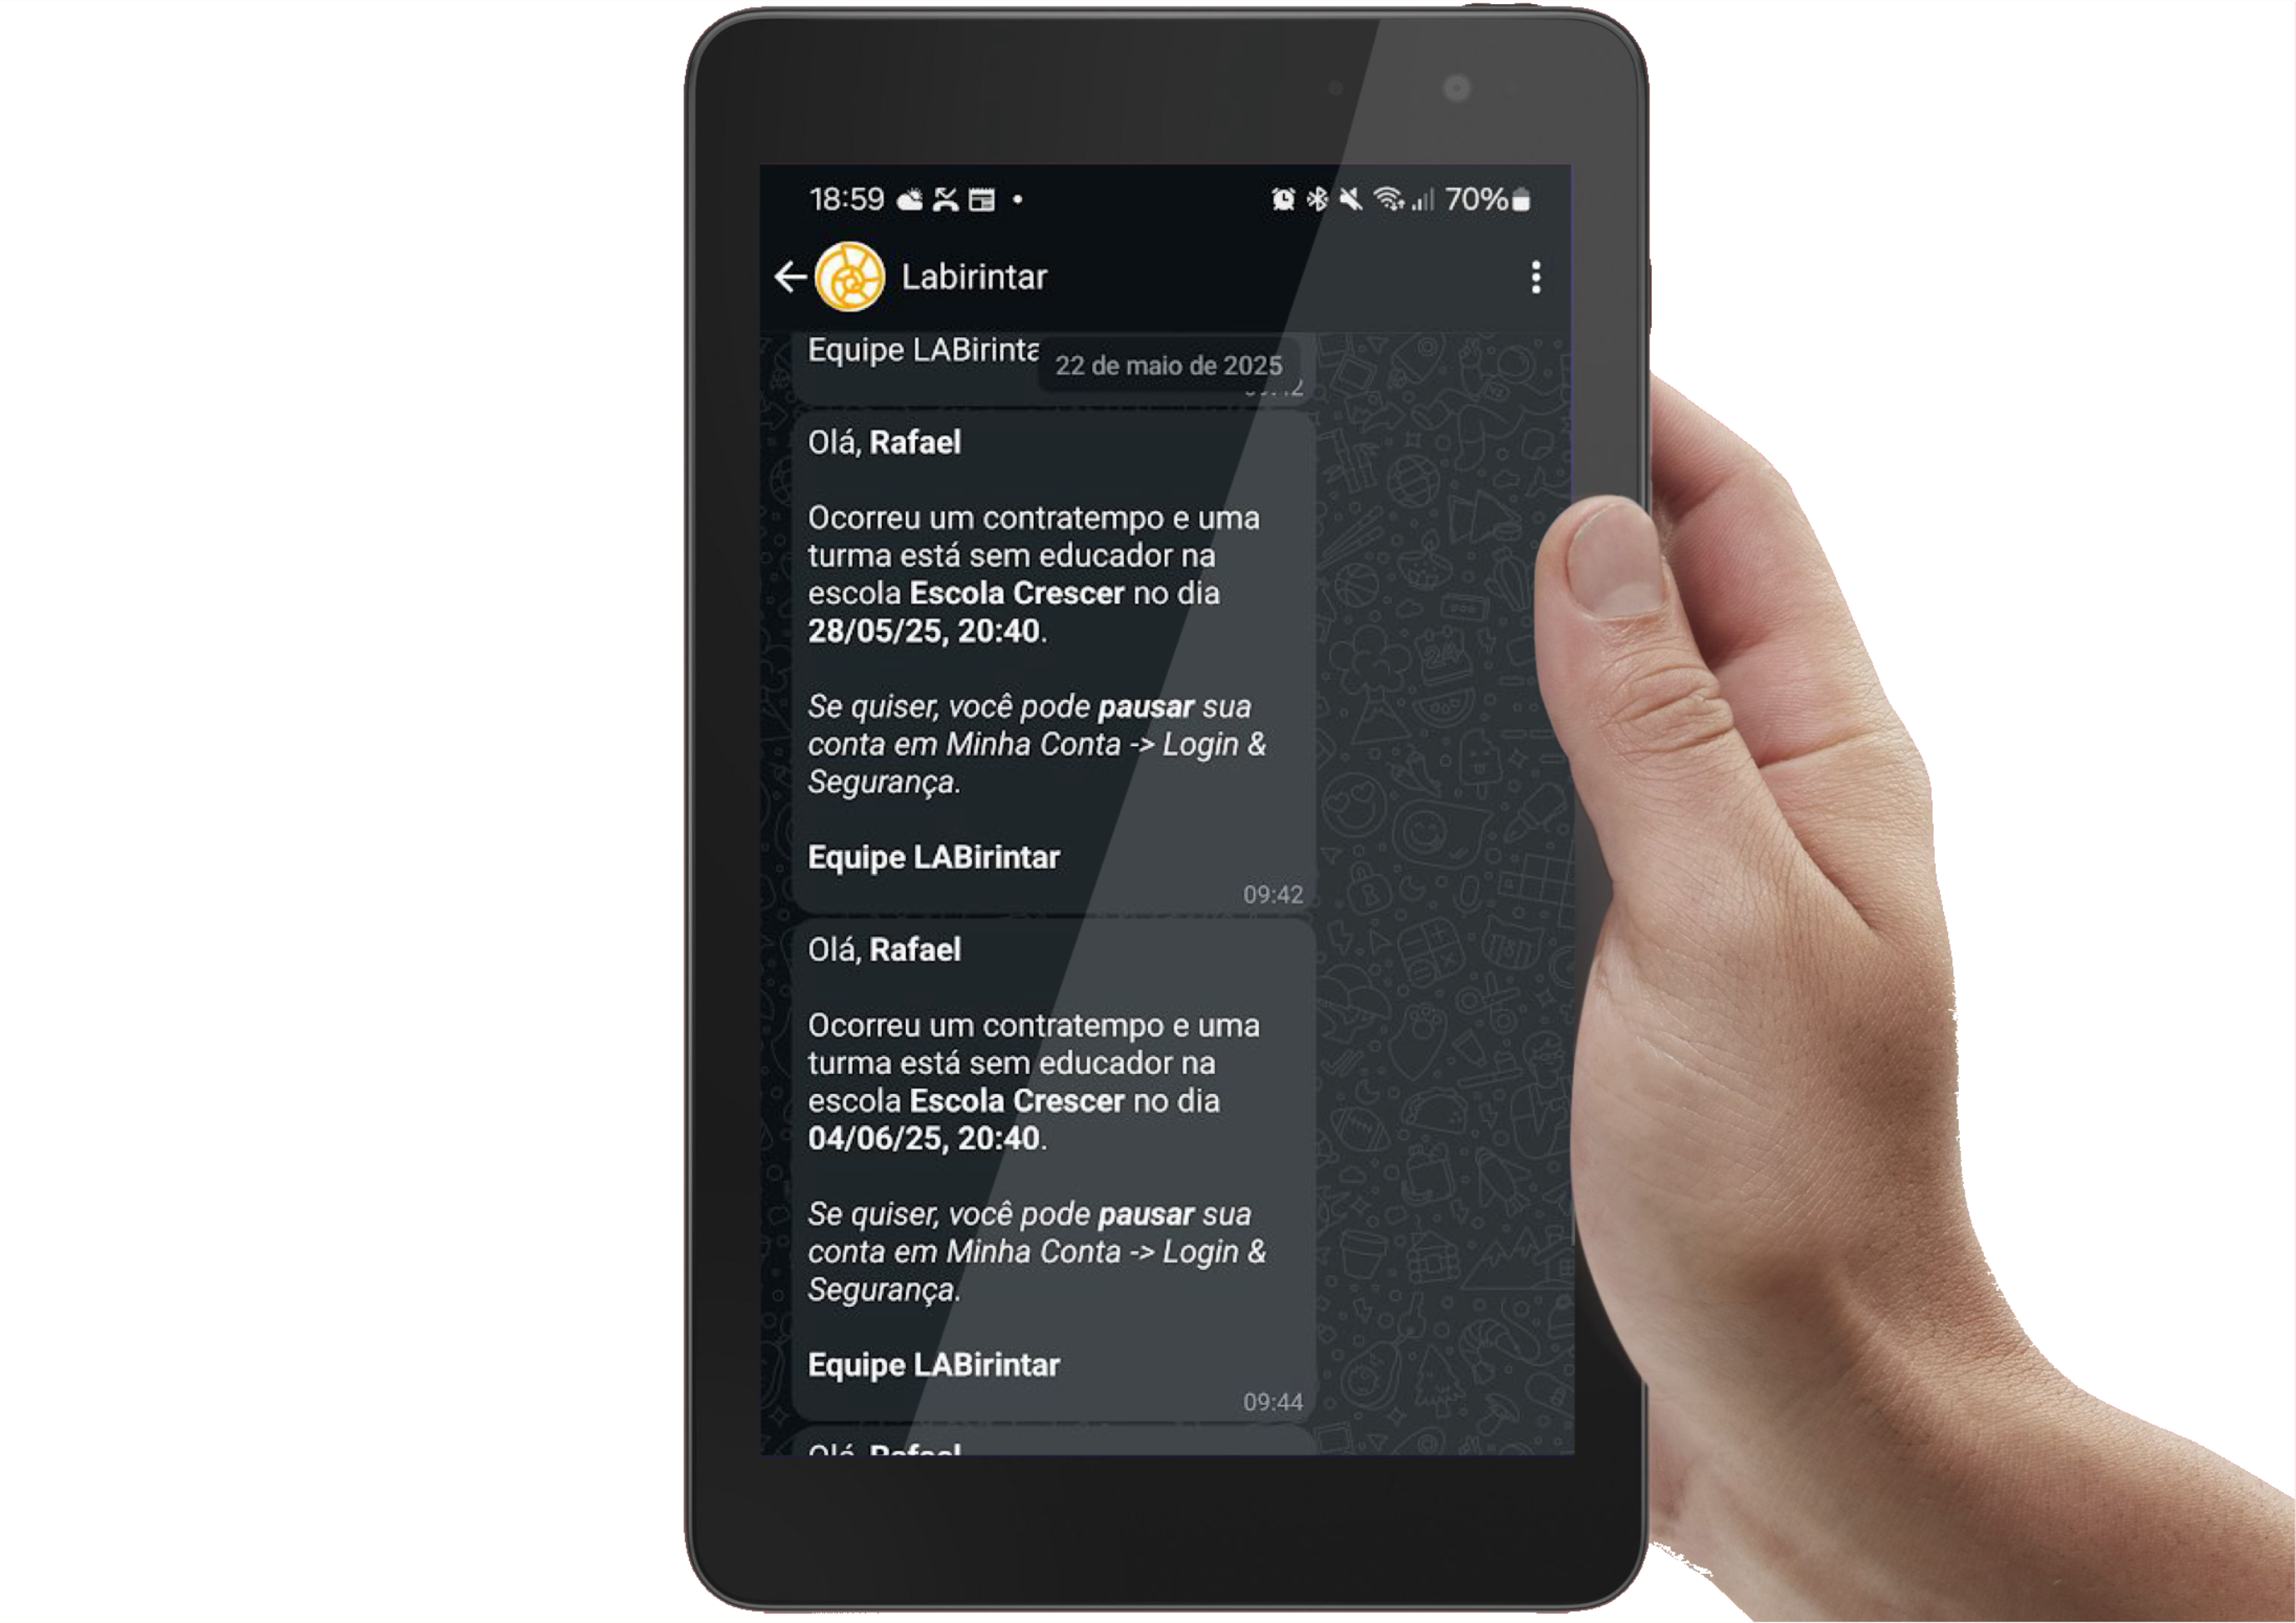 18:59 70%
Labirintar
Equipe LABirinta
22 de maio de 2025
Olá, Rafael
Ocorreu um contratempo e uma
turma está sem educador na
escola Escola Crescer no dia
28/05/25, 20:40.
Se quiser, você pode pausar sua
conta em Minha Conta -> Login &
Segurança.
Equipe LABirintar
09:42
Olá, Rafael
Ocorreu um contratempo e uma
turma está sem educador na
escola Escola Crescer no dia
04/06/25, 20:40.
Se quiser, você pode pausar sua
conta em Minha Conta -> Login &
Segurança.
Equipe LABirintar
09:44
Olá, Rafael